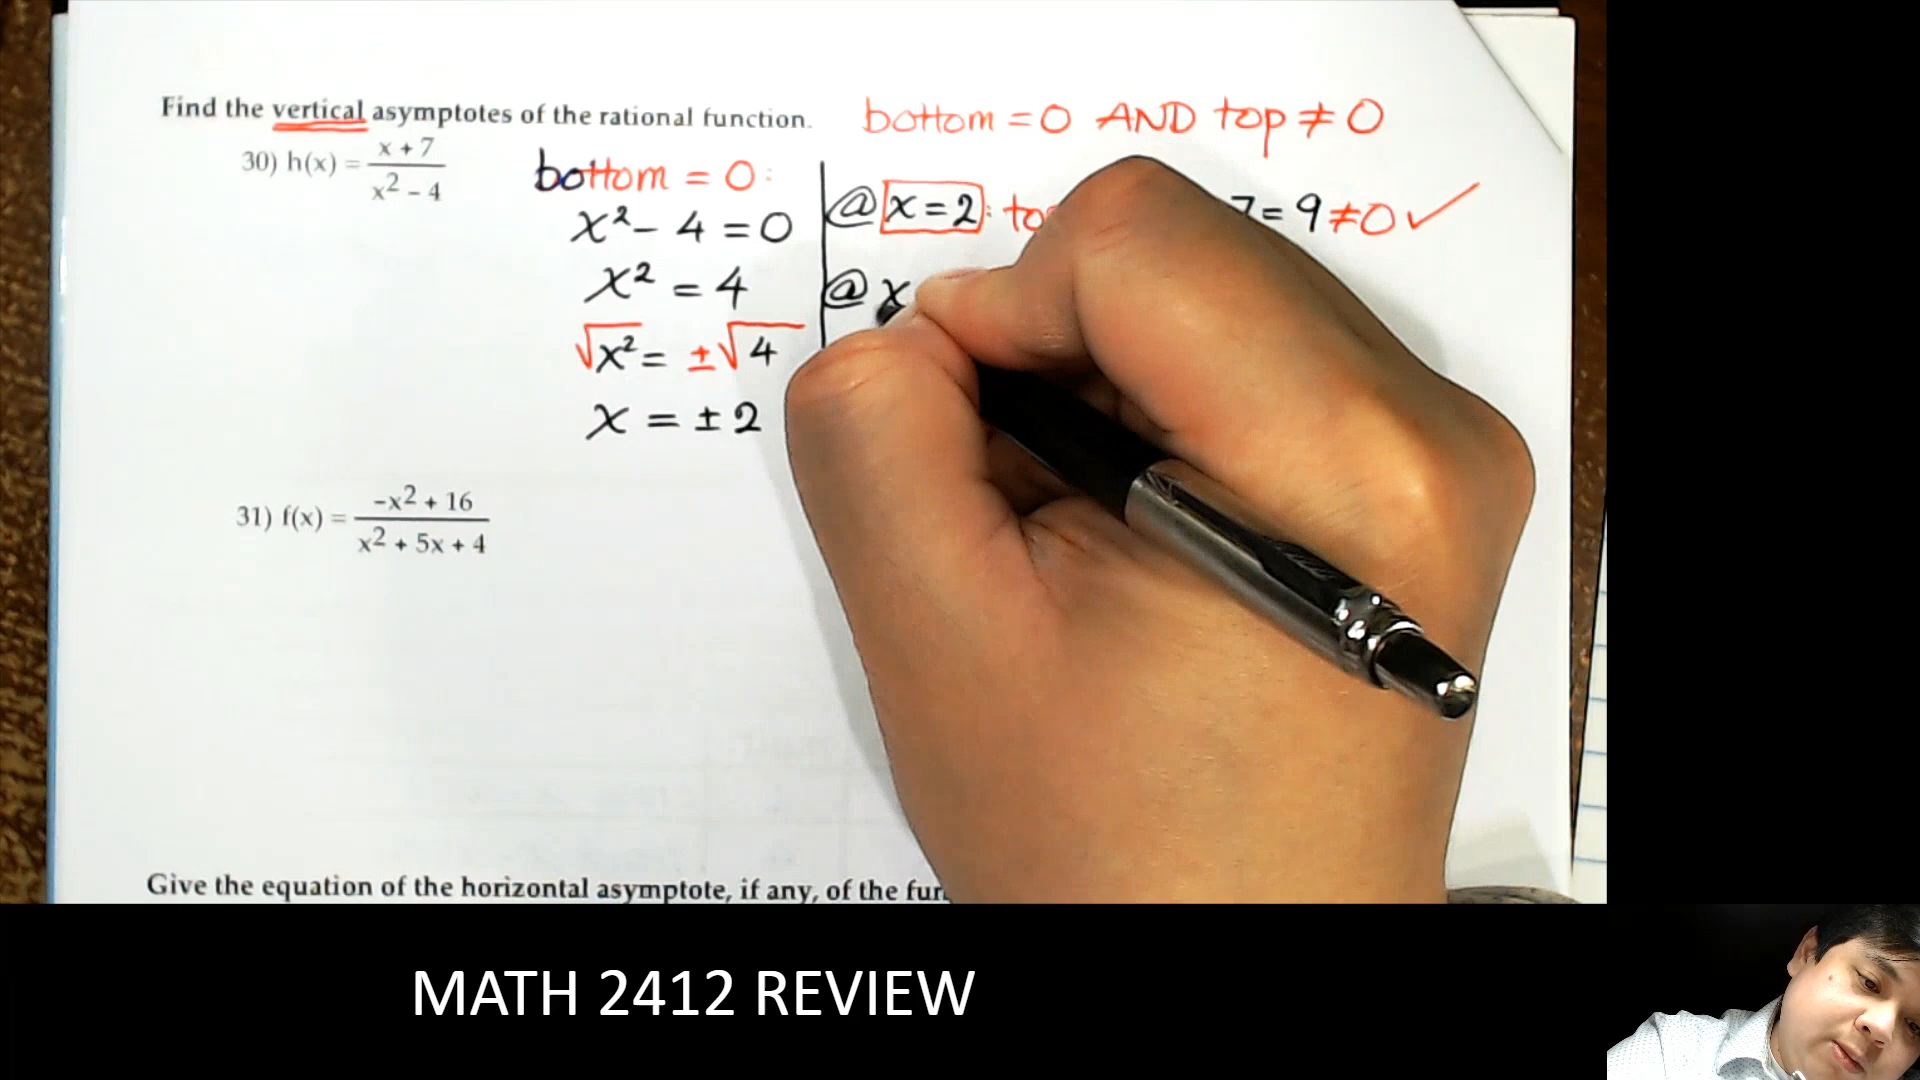 Find the vertical asymptotes of the rational function.
bottom = 0 AND top ≠ 0
30) h(x) = (x + 7)/(x² – 4)
bottom = 0:
x² – 4 = 0
x² = 4
√x² = ±√4
x = ±2
@ x = 2: to 7 = 9 ≠ 0 ✓
@ x
31) f(x) = (–x² + 16)/(x² + 5x + 4)
Give the equation of the horizontal asymptote, if any, of the
MATH 2412 REVIEW